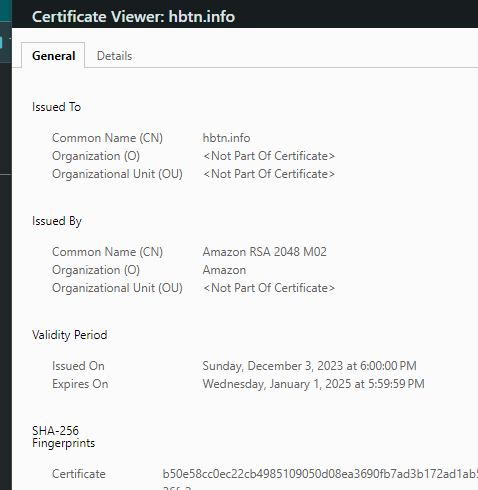 Certificate Viewer: hbtn.info
General Details
Issued To
Common Name (CN) hbtn.info
Organization (O) <Not Part Of Certificate>
Organizational Unit (OU) <Not Part Of Certificate>
Issued By
Common Name (CN) Amazon RSA 2048 M02
Organization (O) Amazon
Organizational Unit (OU) <Not Part Of Certificate>
Validity Period
Issued On Sunday, December 3, 2023 at 6:00:00 PM
Expires On Wednesday, January 1, 2025 at 5:59:59 PM
SHA-256
Fingerprints
Certificate b50e58cc0ec22cb4985109050d08ea3690fb7ad3b172ad1ab5